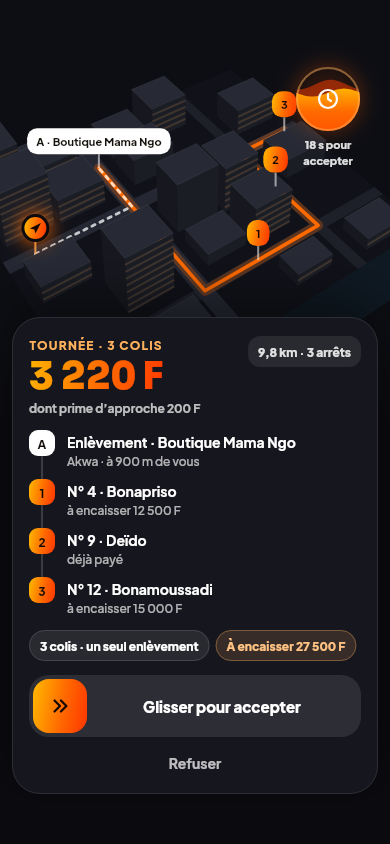 3
A · Boutique Mama Ngo
18 s pour
accepter
2
1
TOURNÉE · 3 COLIS
9,8 km · 3 arrêts
3 220 F
dont prime d'approche 200 F
A
Enlèvement · Boutique Mama Ngo
Akwa · à 900 m de vous
1
N° 4 · Bonapriso
à encaisser 12 500 F
2
N° 9 · Deïdo
déjà payé
3
N° 12 · Bonamoussadi
à encaisser 15 000 F
3 colis · un seul enlèvement
À encaisser 27 500 F
Glisser pour accepter
Refuser